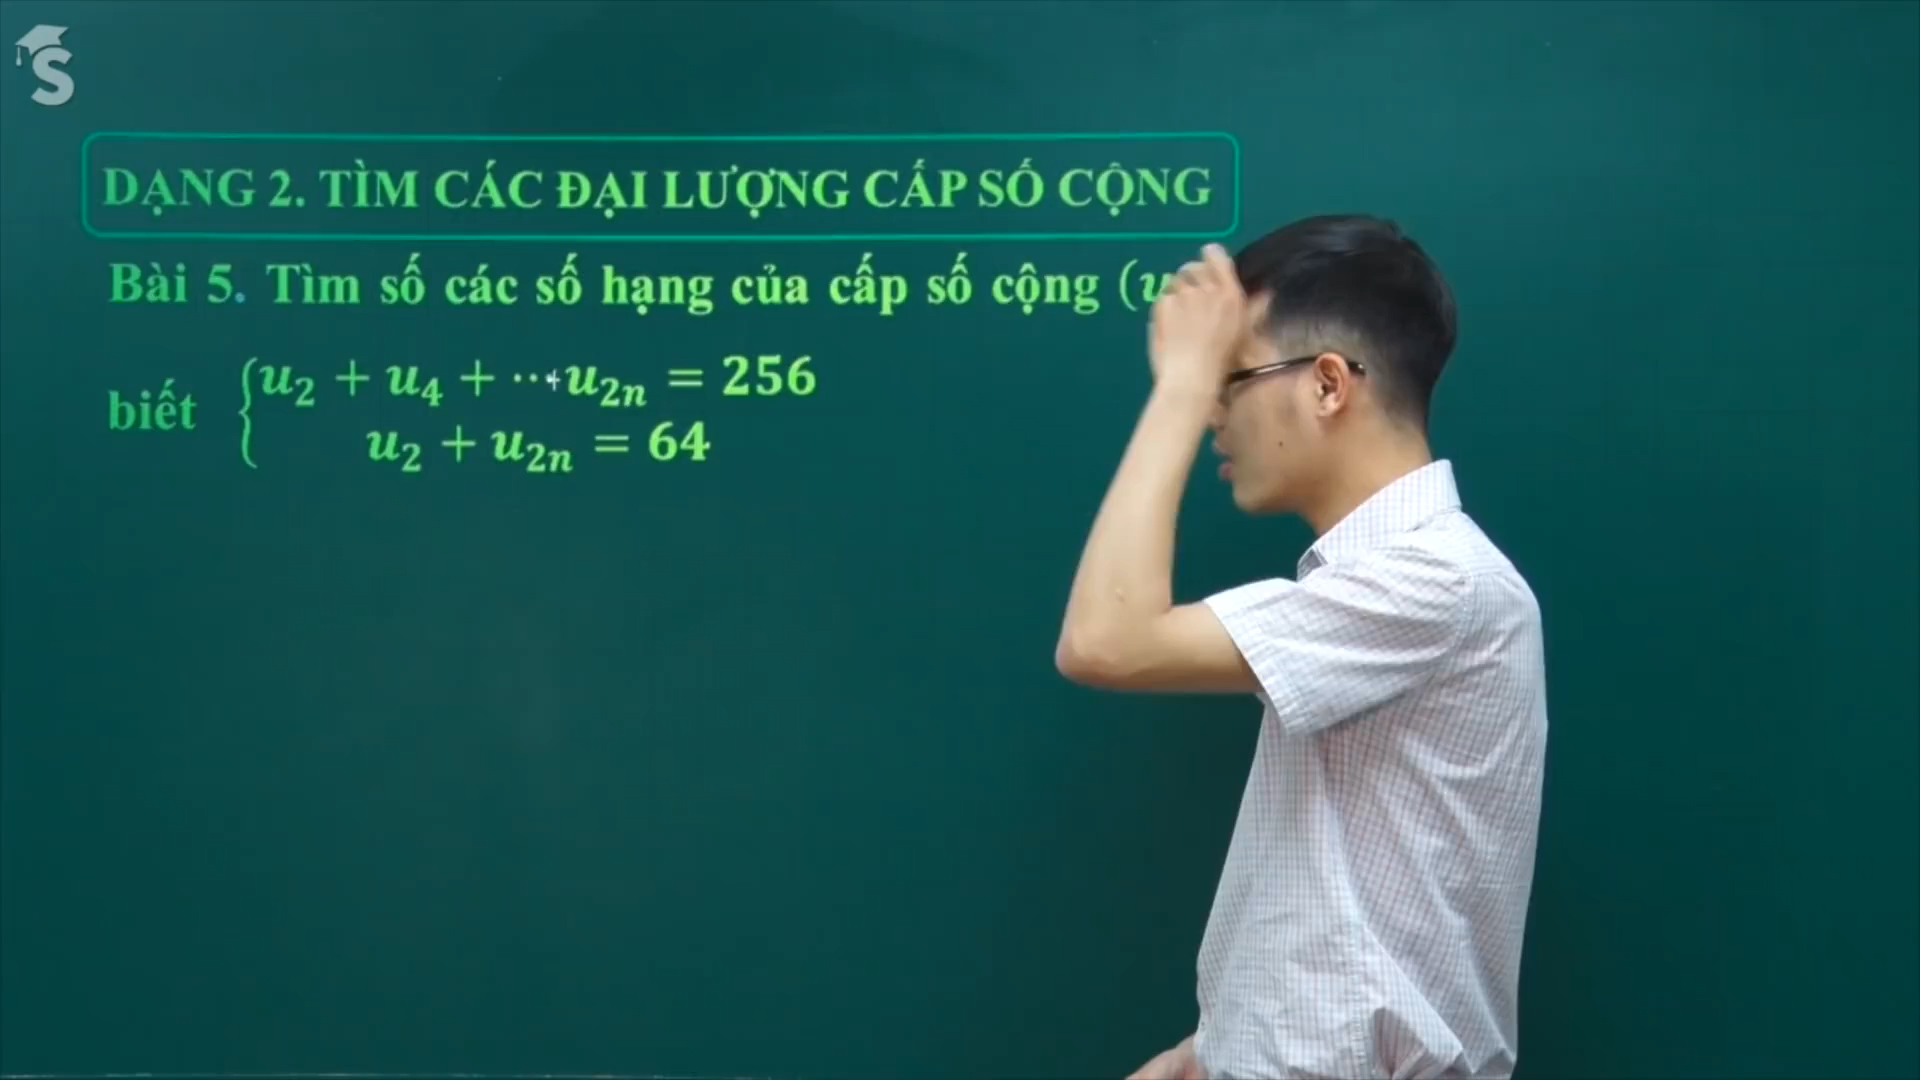 S
DẠNG 2. TÌM CÁC ĐẠI LƯỢNG CẤP SỐ CỘNG
Bài 5. Tìm số các số hạng của cấp số cộng (u
biết { u₂ + u₄ + ⋯+u₂ₙ = 256
u₂ + u₂ₙ = 64